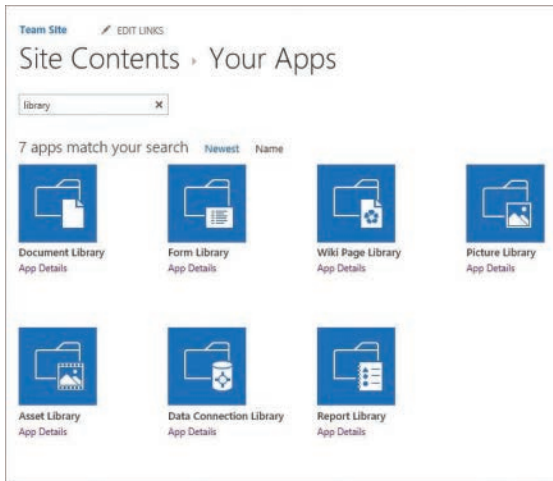 Team Site EDIT LINKS
Site Contents › Your Apps
library ×
7 apps match your search Newest Name
Document Library Form Library Wiki Page Library Picture Library
App Details App Details App Details App Details
Asset Library Data Connection Library Report Library
App Details App Details App Details